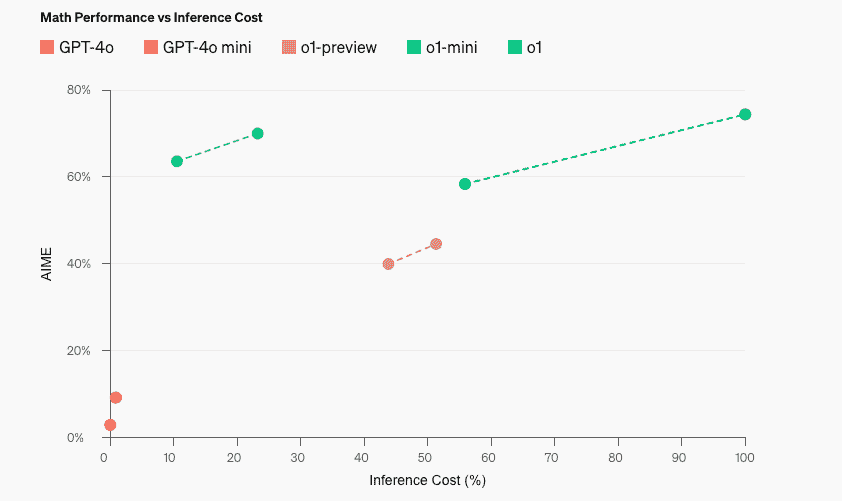 Math Performance vs Inference Cost
GPT-4o GPT-4o mini o1-preview o1-mini o1
80%
60%
AIME
40%
20%
0%
0 10 20 30 40 50 60 70 80 90 100
Inference Cost (%)